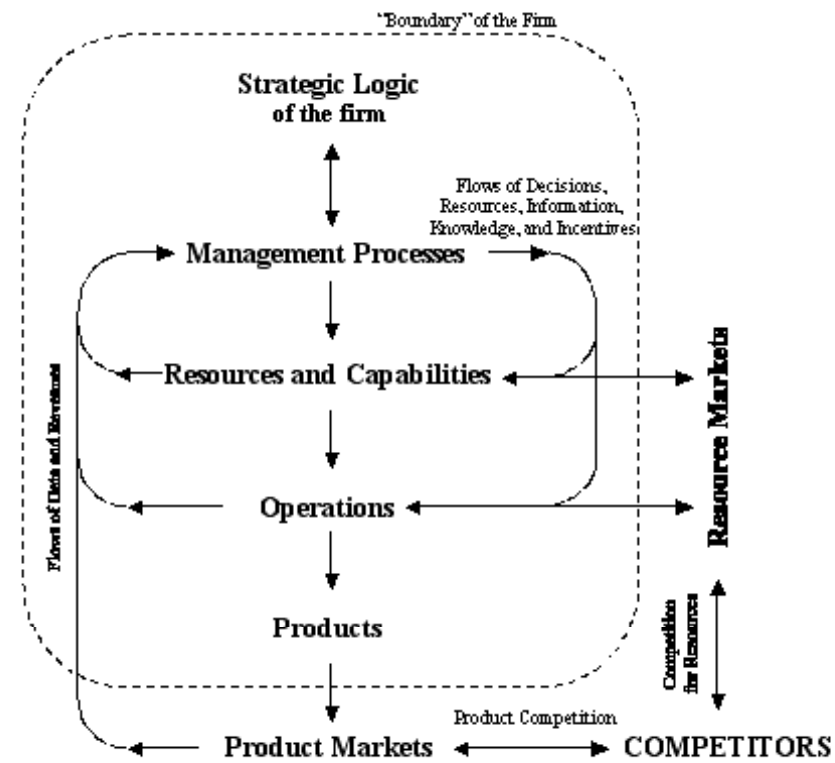 “Boundary” of the Firm
Strategic Logic
of the firm
Flows of Decisions,
Resources, Information,
Knowledge, and Incentives
Management Processes
Resources and Capabilities
Resource Markets
Flows of Data and Revenues
Operations
Products
Competition
for Resources
Product Competition
Product Markets
COMPETITORS